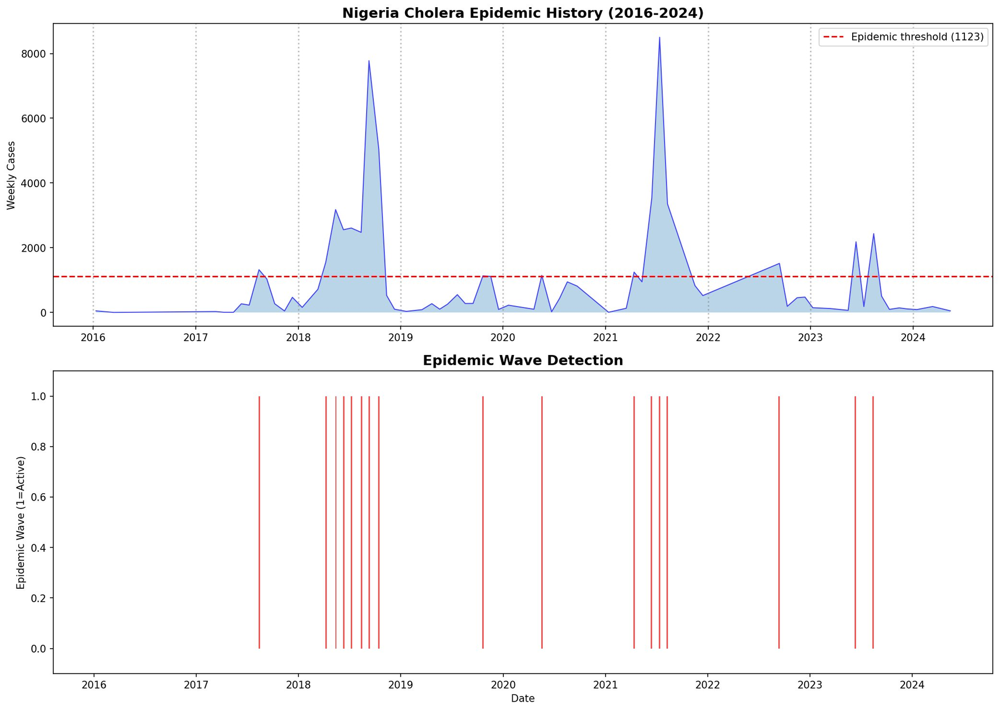 Nigeria Cholera Epidemic History (2016-2024)
Epidemic threshold (1123)
Weekly Cases
8000
6000
4000
2000
0
2016 2017 2018 2019 2020 2021 2022 2023 2024
Epidemic Wave Detection
Epidemic Wave (1=Active)
1.0
0.8
0.6
0.4
0.2
0.0
2016 2017 2018 2019 2020 2021 2022 2023 2024
Date